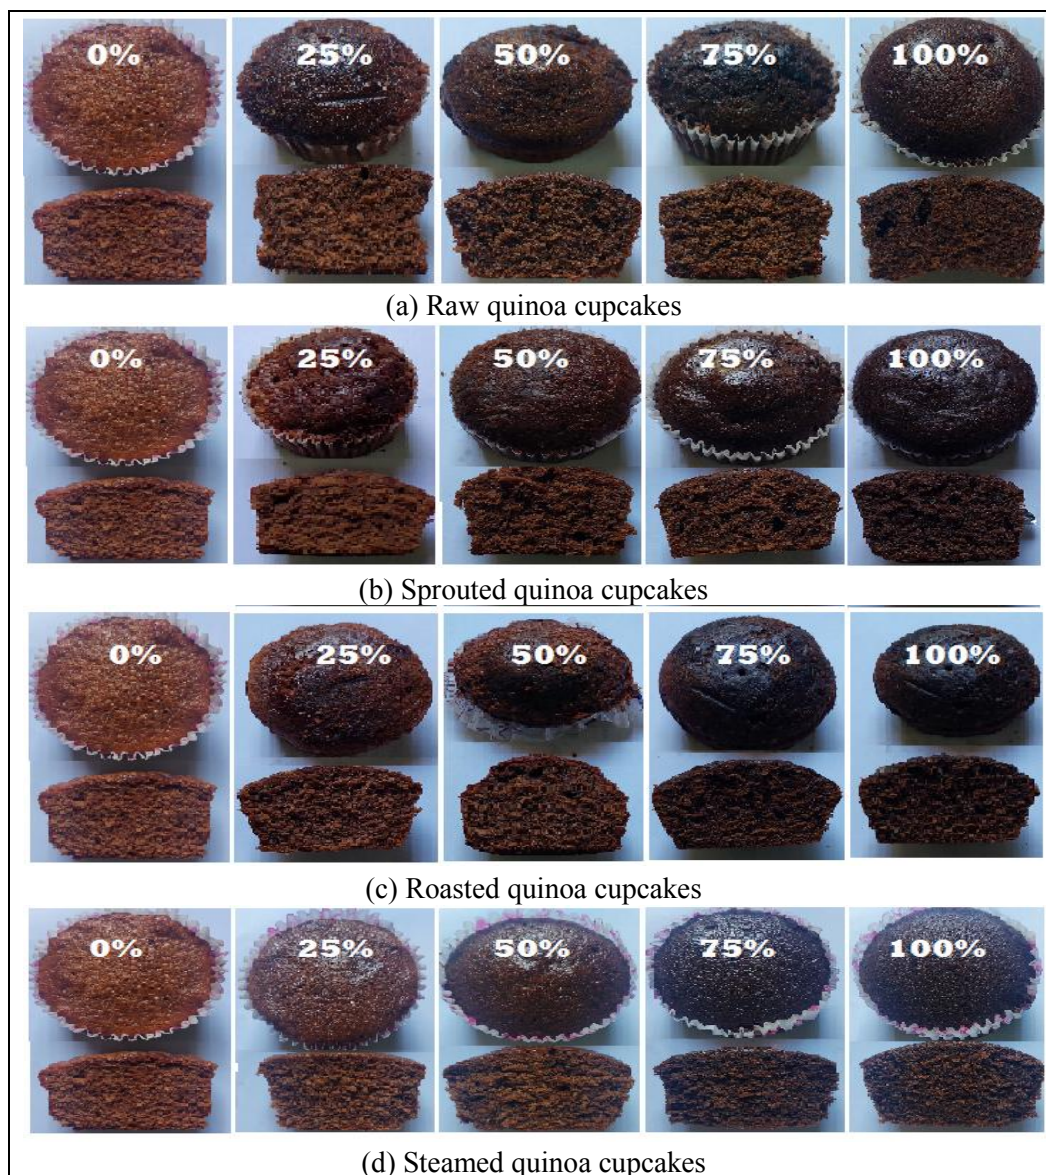 0% 25% 50% 75% 100%
(a) Raw quinoa cupcakes
0% 25% 50% 75% 100%
(b) Sprouted quinoa cupcakes
0% 25% 50% 75% 100%
(c) Roasted quinoa cupcakes
0% 25% 50% 75% 100%
(d) Steamed quinoa cupcakes